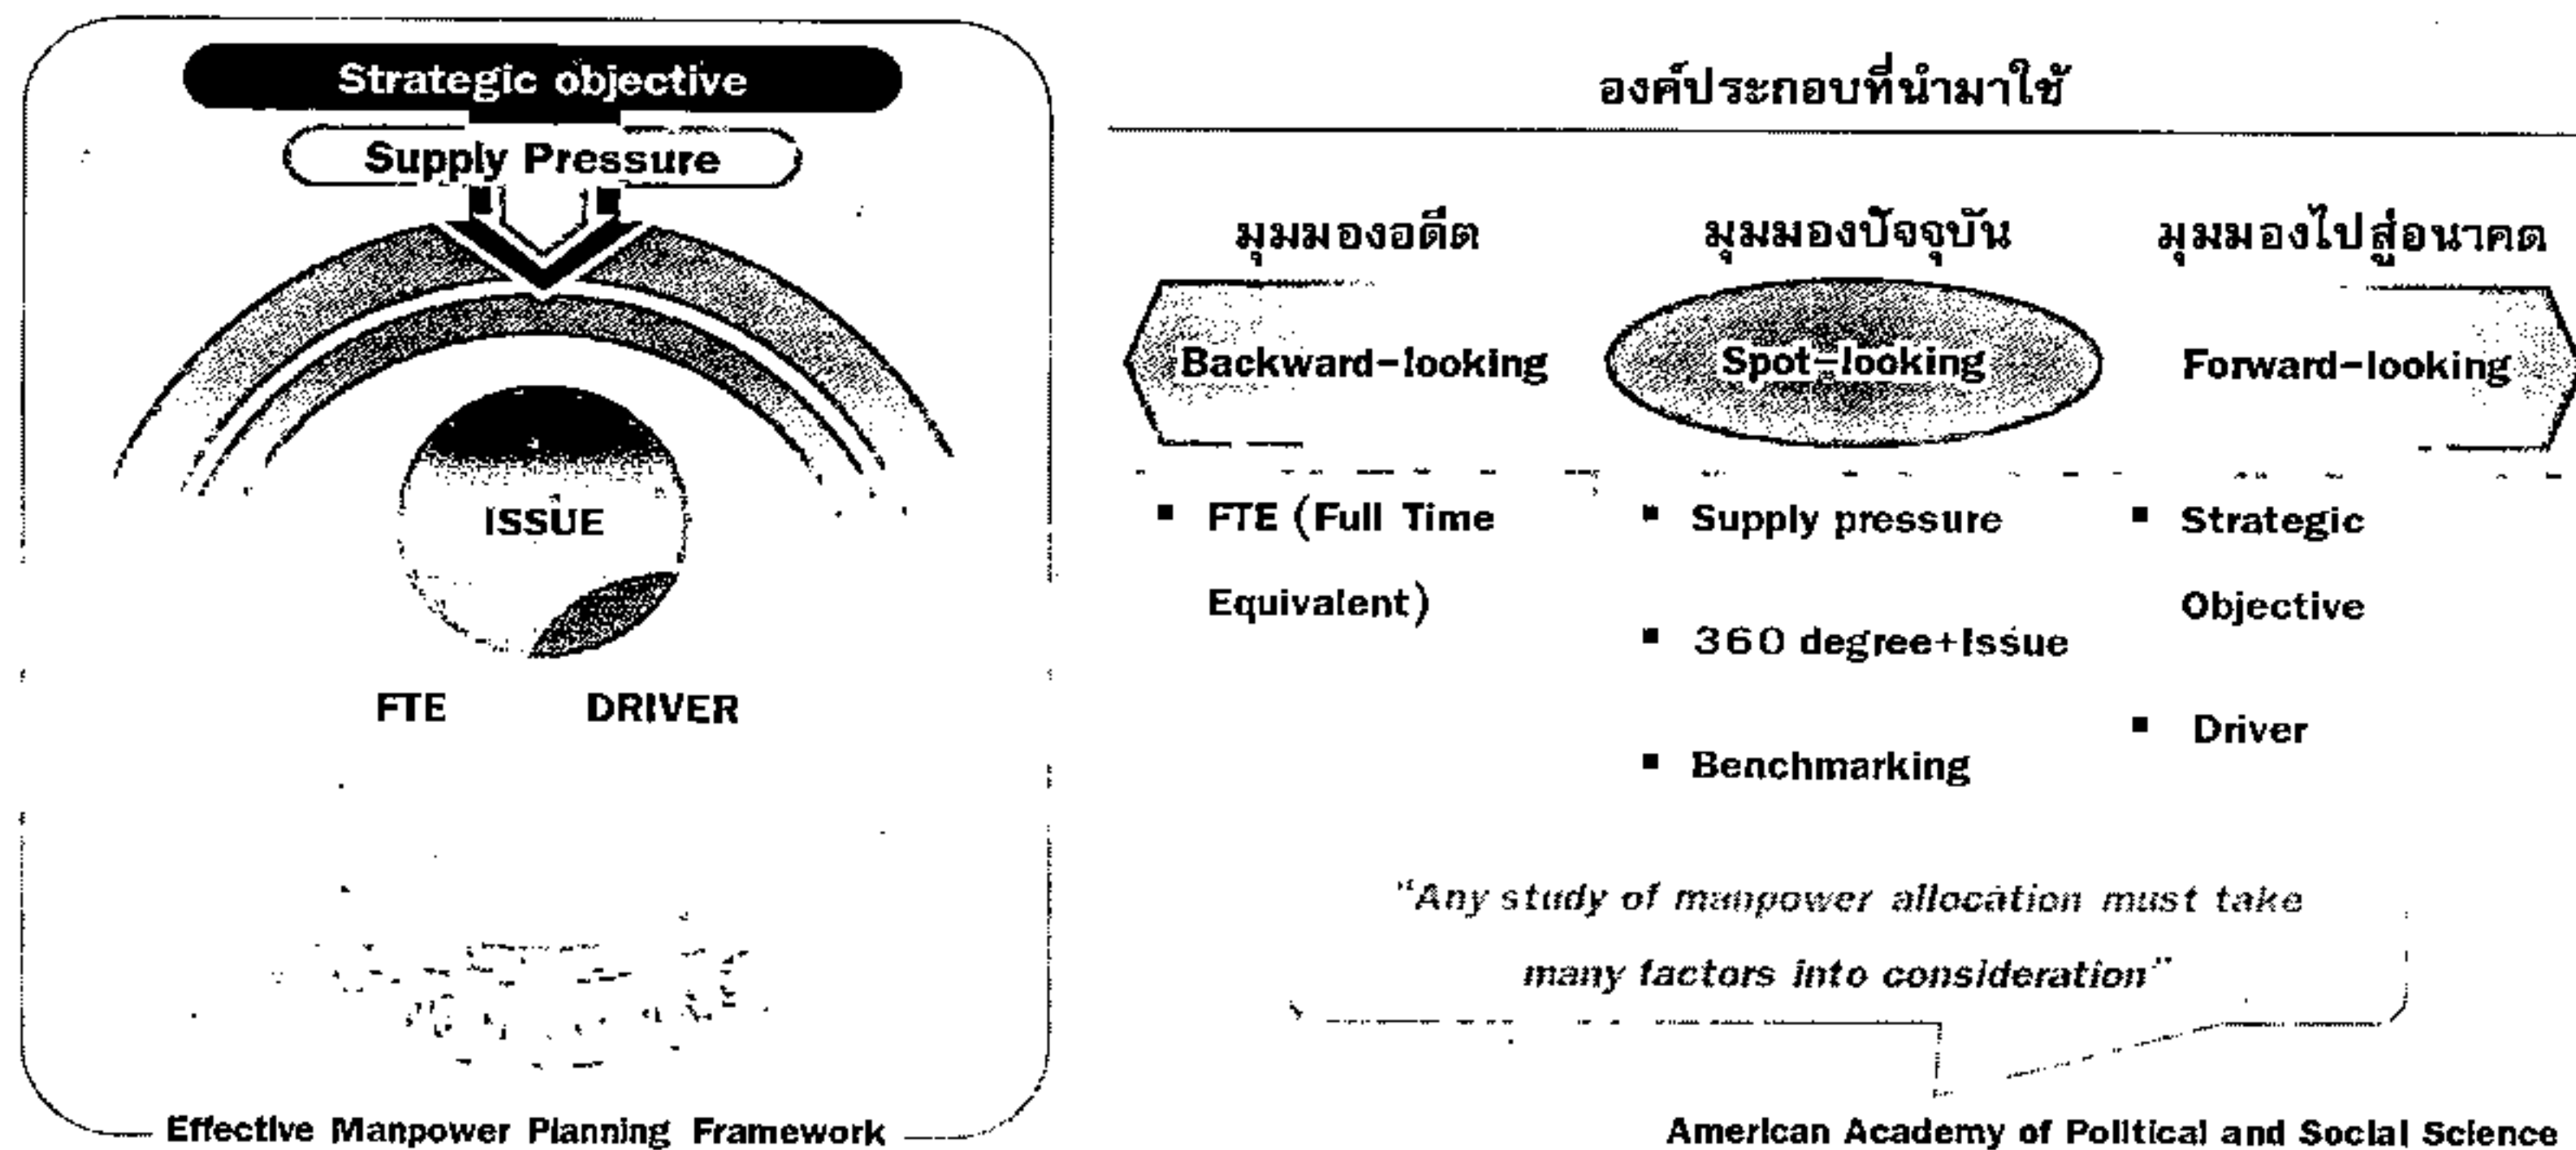 Strategic objective
Supply Pressure
ISSUE
FTE DRIVER
Effective Manpower Planning Framework
องค์ประกอบที่นำมาใช้
มุมมองอดีต มุมมองปัจจุบัน มุมมองไปสู่อนาคต
Backward-looking Spot-looking Forward-looking
▪ FTE (Full Time
Equivalent)
▪ Supply pressure
▪ 360 degree+Issue
▪ Benchmarking
▪ Strategic
Objective
▪ Driver
"Any study of manpower allocation must take
many factors into consideration"
American Academy of Political and Social Science